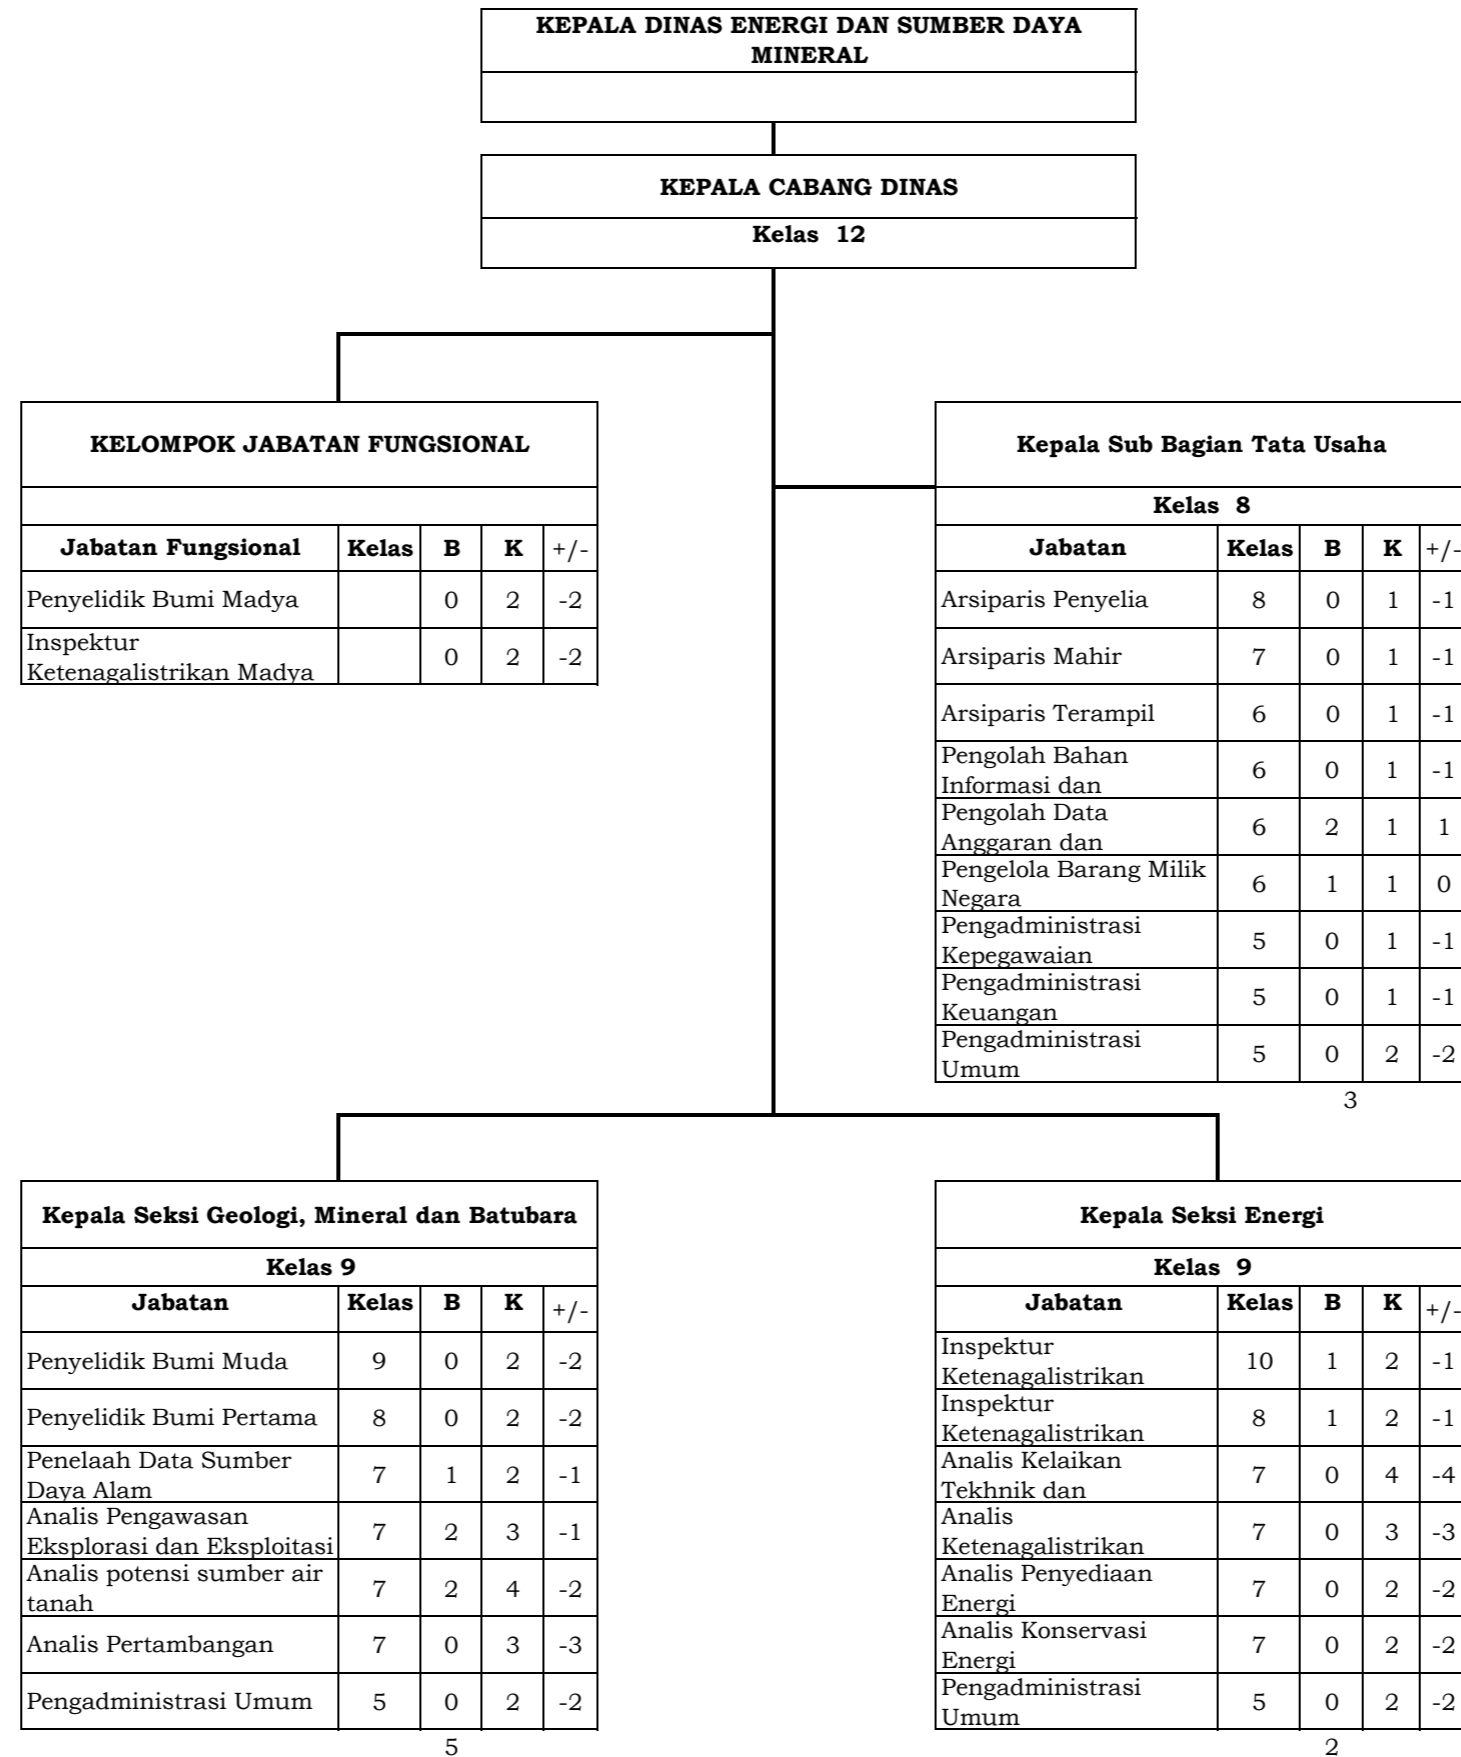 KEPALA DINAS ENERGI DAN SUMBER DAYA
MINERAL
KEPALA CABANG DINAS
Kelas 12
KELOMPOK JABATAN FUNGSIONAL
Jabatan Fungsional Kelas B K +/-
Penyelidik Bumi Madya 0 2 -2
Inspektur
Ketenagalistrikan Madya 0 2 -2
Kepala Sub Bagian Tata Usaha
Kelas 8
Jabatan Kelas B K +/-
Arsiparis Penyelia 8 0 1 -1
Arsiparis Mahir 7 0 1 -1
Arsiparis Terampil 6 0 1 -1
Pengolah Bahan
Informasi dan 6 0 1 -1
Pengolah Data
Anggaran dan 6 2 1 1
Pengelola Barang Milik
Negara 6 1 1 0
Pengadministrasi
Kepegawaian 5 0 1 -1
Pengadministrasi
Keuangan 5 0 1 -1
Pengadministrasi
Umum 5 0 2 -2
3
Kepala Seksi Geologi, Mineral dan Batubara
Kelas 9
Jabatan Kelas B K +/-
Penyelidik Bumi Muda 9 0 2 -2
Penyelidik Bumi Pertama 8 0 2 -2
Penelaah Data Sumber
Daya Alam 7 1 2 -1
Analis Pengawasan
Eksplorasi dan Eksploitasi 7 2 3 -1
Analis potensi sumber air
tanah 7 2 4 -2
Analis Pertambangan 7 0 3 -3
Pengadministrasi Umum 5 0 2 -2
5
Kepala Seksi Energi
Kelas 9
Jabatan Kelas B K +/-
Inspektur
Ketenagalistrikan 10 1 2 -1
Inspektur
Ketenagalistrikan 8 1 2 -1
Analis Kelaikan
Tekhnik dan 7 0 4 -4
Analis
Ketenagalistrikan 7 0 3 -3
Analis Penyediaan
Energi 7 0 2 -2
Analis Konservasi
Energi 7 0 2 -2
Pengadministrasi
Umum 5 0 2 -2
2